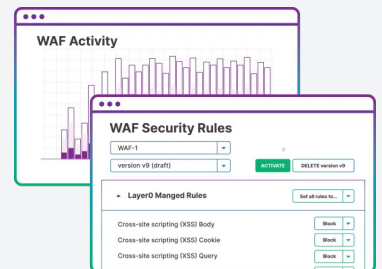 WAF Activity
WAF Security Rules
WAF-1
version v9 (draft)
ACTIVATE
DELETE version v9
Layer0 Manged Rules
Set all rules to...
Cross-site scripting (XSS) Body
Block
Cross-site scripting (XSS) Cookie
Block
Cross-site scripting (XSS) Query
Block